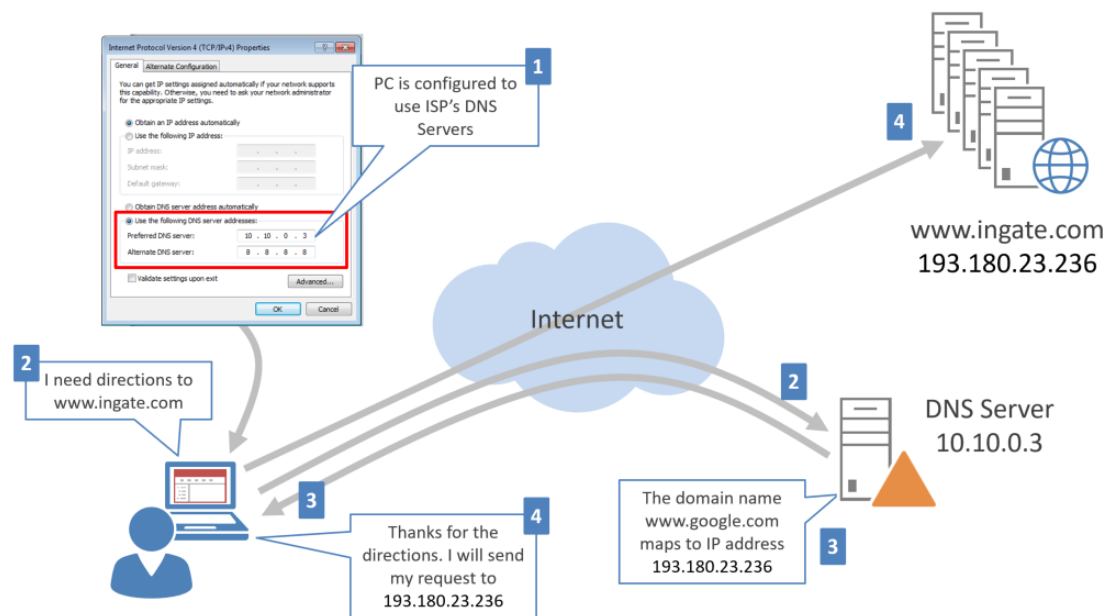 Internet Protocol Version 4 (TCP/IPv4) Properties
General
Alternate Configuration
You can get IP settings assigned automatically if your network supports
this capability. Otherwise, you need to ask your network administrator
for the appropriate IP settings.
Obtain an IP address automatically
Use the following IP address:
IP address:
Subnet mask:
Default gateway:
Obtain DNS server address automatically
Use the following DNS server addresses:
Preferred DNS server: 10 . 10 . 0 . 3
Alternate DNS server: 8 . 8 . 8 . 8
Validate settings upon exit
Advanced...
OK
Cancel
1
PC is configured to
use ISP's DNS
Servers
4
www.ingate.com
193.180.23.236
Internet
2
I need directions to
www.ingate.com
2
DNS Server
10.10.0.3
3
The domain name
www.google.com
maps to IP address
193.180.23.236
3
4
Thanks for the
directions. I will send
my request to
193.180.23.236